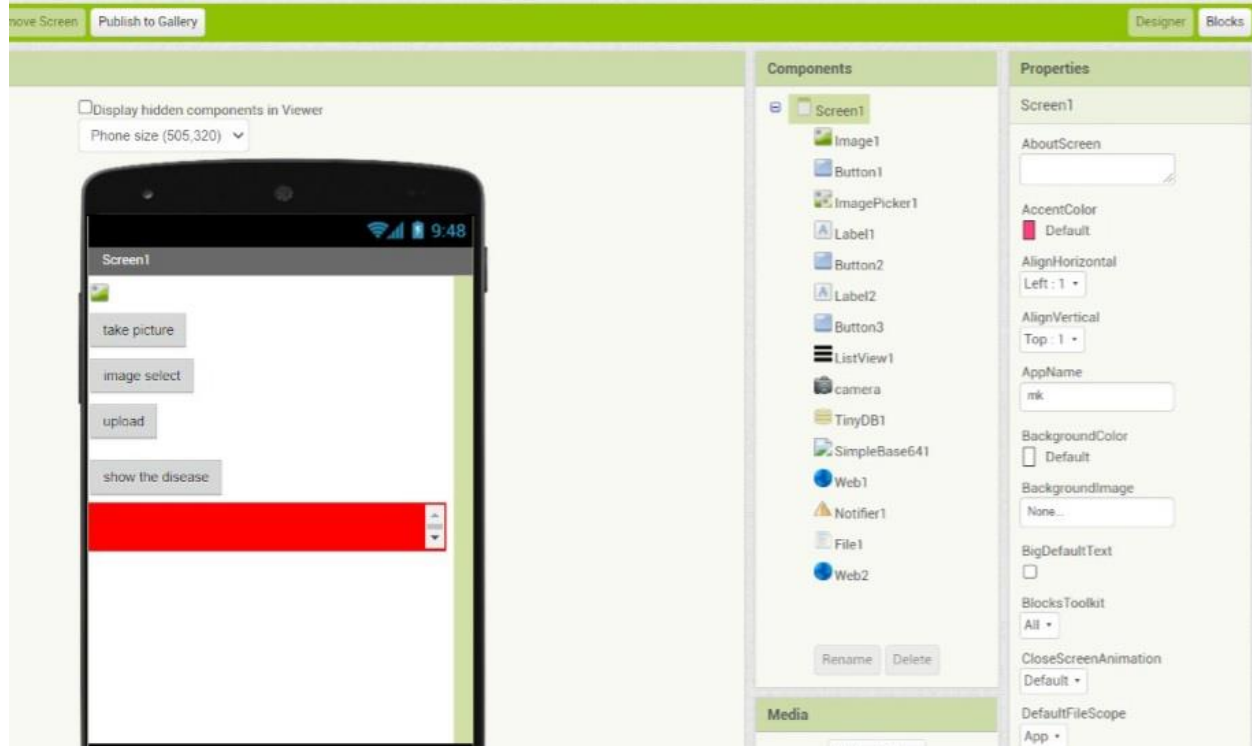 move Screen
Publish to Gallery
Designer
Blocks
Display hidden components in Viewer
Phone size (505,320)
9:48
Screen1
take picture
image select
upload
show the disease
Components
Screen1
Image1
Button1
ImagePicker1
Label1
Button2
Label2
Button3
ListView1
camera
TinyDB1
SimpleBase641
Web1
Notifier1
File1
Web2
Rename
Delete
Media
Properties
Screen1
AboutScreen
AccentColor
Default
AlignHorizontal
Left : 1
AlignVertical
Top : 1
AppName
mk
BackgroundColor
Default
BackgroundImage
None...
BigDefaultText
BlocksToolkit
All
CloseScreenAnimation
Default
DefaultFileScope
App